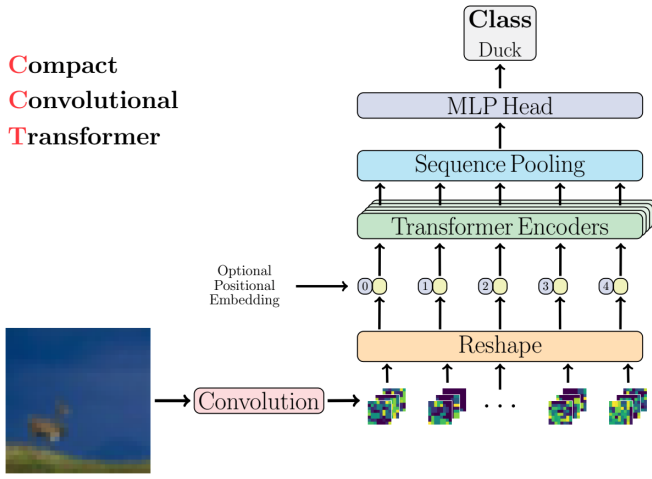 Compact
Convolutional
Transformer
Class
Duck
MLP Head
Sequence Pooling
Transformer Encoders
Optional
Positional
Embedding
0 1 2 3 4
Reshape
Convolution
. . .